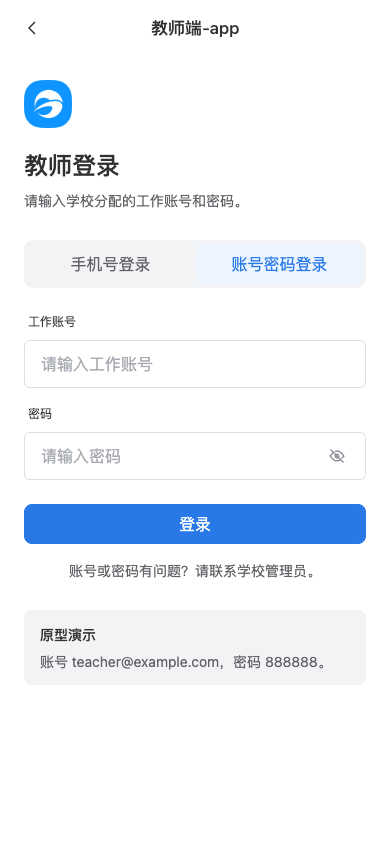 教师端-app
教师登录
请输入学校分配的工作账号和密码。
手机号登录
账号密码登录
工作账号
请输入工作账号
密码
请输入密码
登录
账号或密码有问题？请联系学校管理员。
原型演示
账号 teacher@example.com，密码 888888。